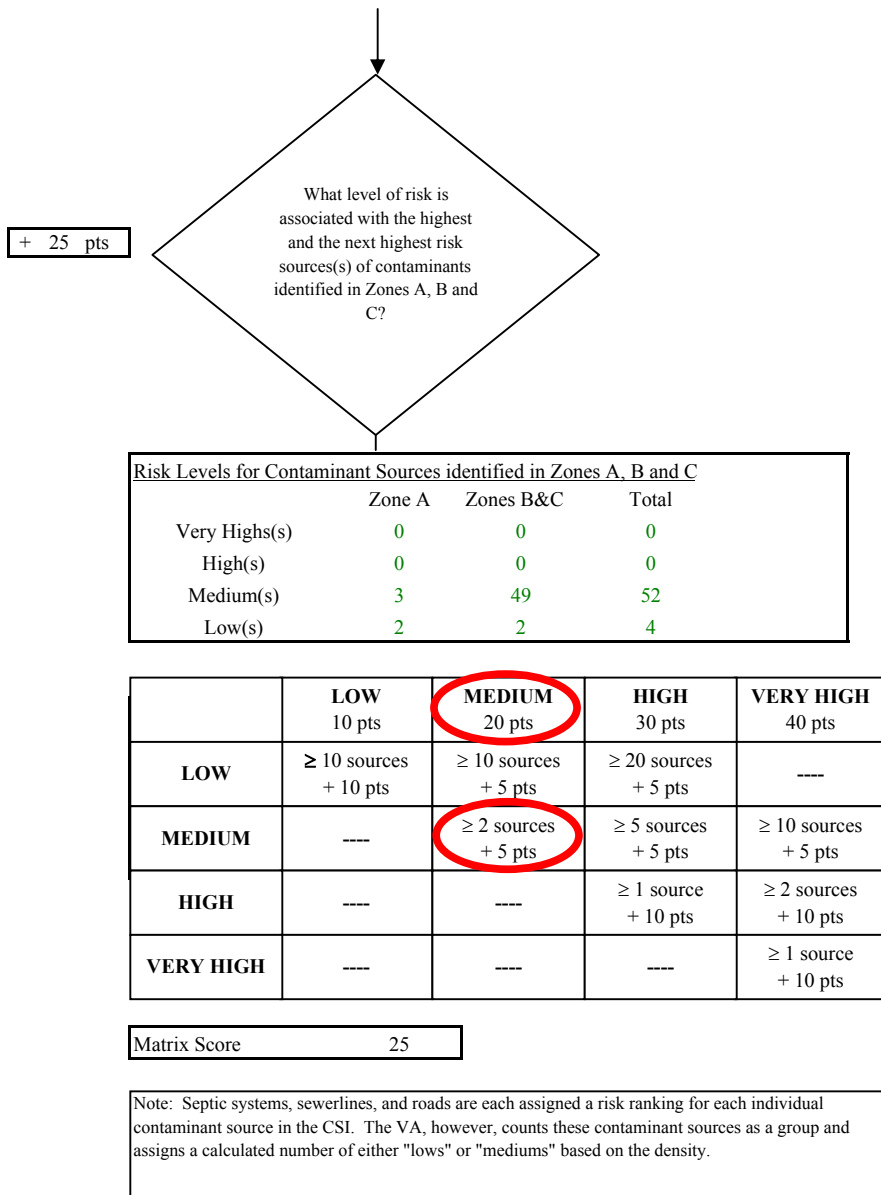 What level of risk is
associated with the highest
and the next highest risk
sources(s) of contaminants
identified in Zones A, B and
C?
+ 25 pts
Risk Levels for Contaminant Sources identified in Zones A, B and C
Zone A Zones B&C Total
Very Highs(s) 0 0 0
High(s) 0 0 0
Medium(s) 3 49 52
Low(s) 2 2 4
LOW MEDIUM HIGH VERY HIGH
10 pts 20 pts 30 pts 40 pts
LOW ≥ 10 sources ≥ 10 sources ≥ 20 sources ----
+ 10 pts + 5 pts + 5 pts
MEDIUM ---- ≥ 2 sources ≥ 5 sources ≥ 10 sources
+ 5 pts + 5 pts + 5 pts
HIGH ---- ---- ≥ 1 source ≥ 2 sources
+ 10 pts + 10 pts
VERY HIGH ---- ---- ---- ≥ 1 source
+ 10 pts
Matrix Score 25
Note: Septic systems, sewerlines, and roads are each assigned a risk ranking for each individual
contaminant source in the CSI. The VA, however, counts these contaminant sources as a group and
assigns a calculated number of either "lows" or "mediums" based on the density.